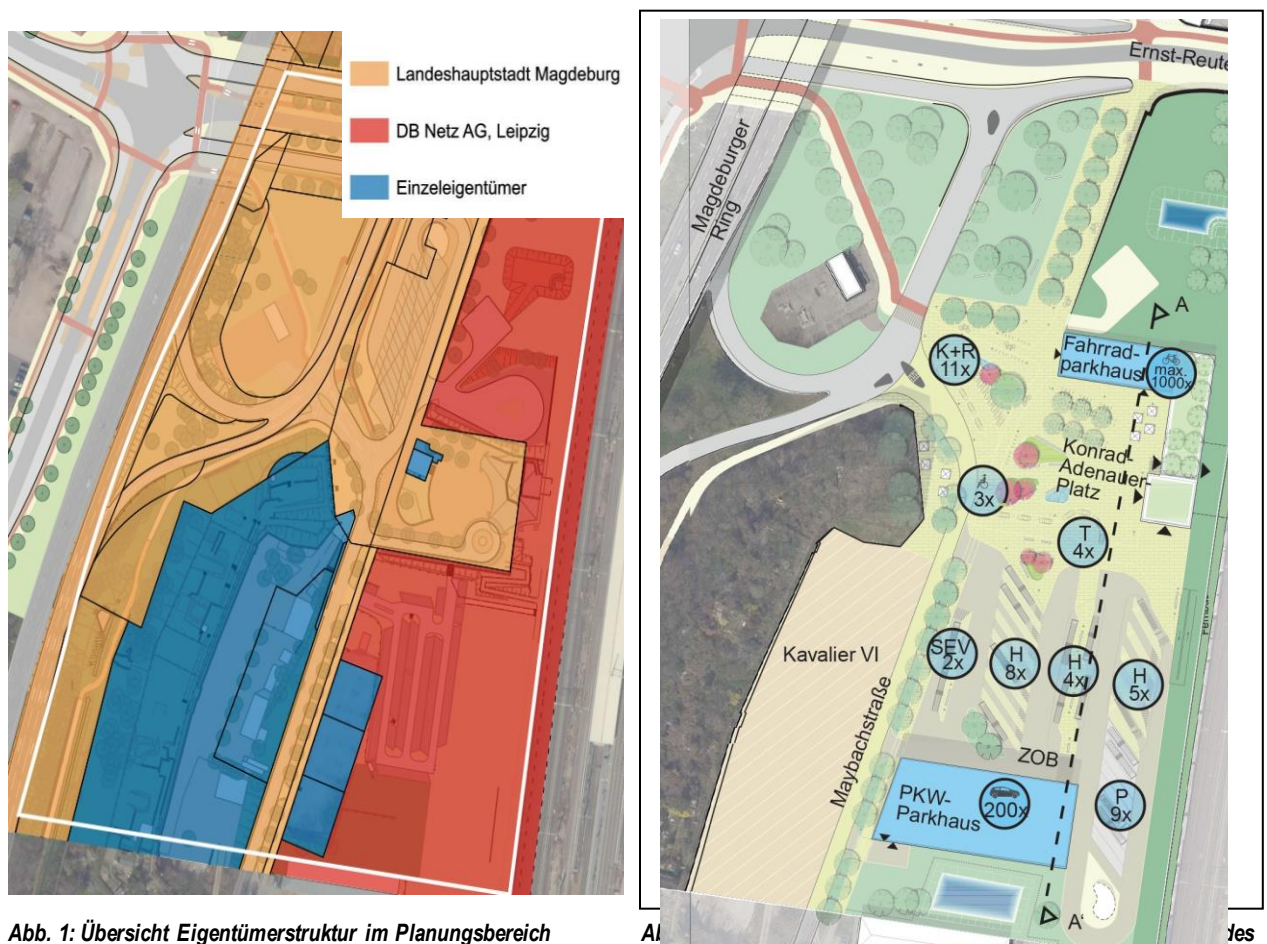 Landeshauptstadt Magdeburg
DB Netz AG, Leipzig
Einzeleigentümer
Abb. 1: Übersicht Eigentümerstruktur im Planungsbereich
Ernst-Reute
Magdeburger
Ring
A
K+R
11x
Fahrrad-
parkhaus
max.
1000x
Konrad-
Adenauer-
Platz
3x
T
4x
Kavalier VI
SEV
2x
H
8x
H
4x
H
5x
Maybachstraße
ZOB
PKW-
Parkhaus
200x
P
9x
A'
Ab
des